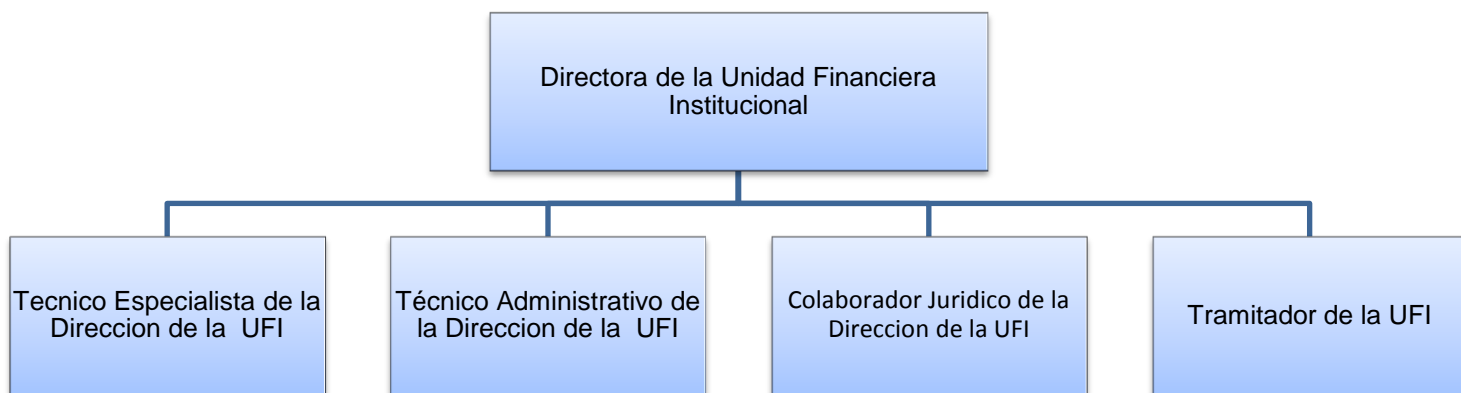 Directora de la Unidad Financiera
Institucional
Tecnico Especialista de la
Direccion de la UFI
Técnico Administrativo de
la Direccion de la UFI
Colaborador Juridico de la
Direccion de la UFI
Tramitador de la UFI